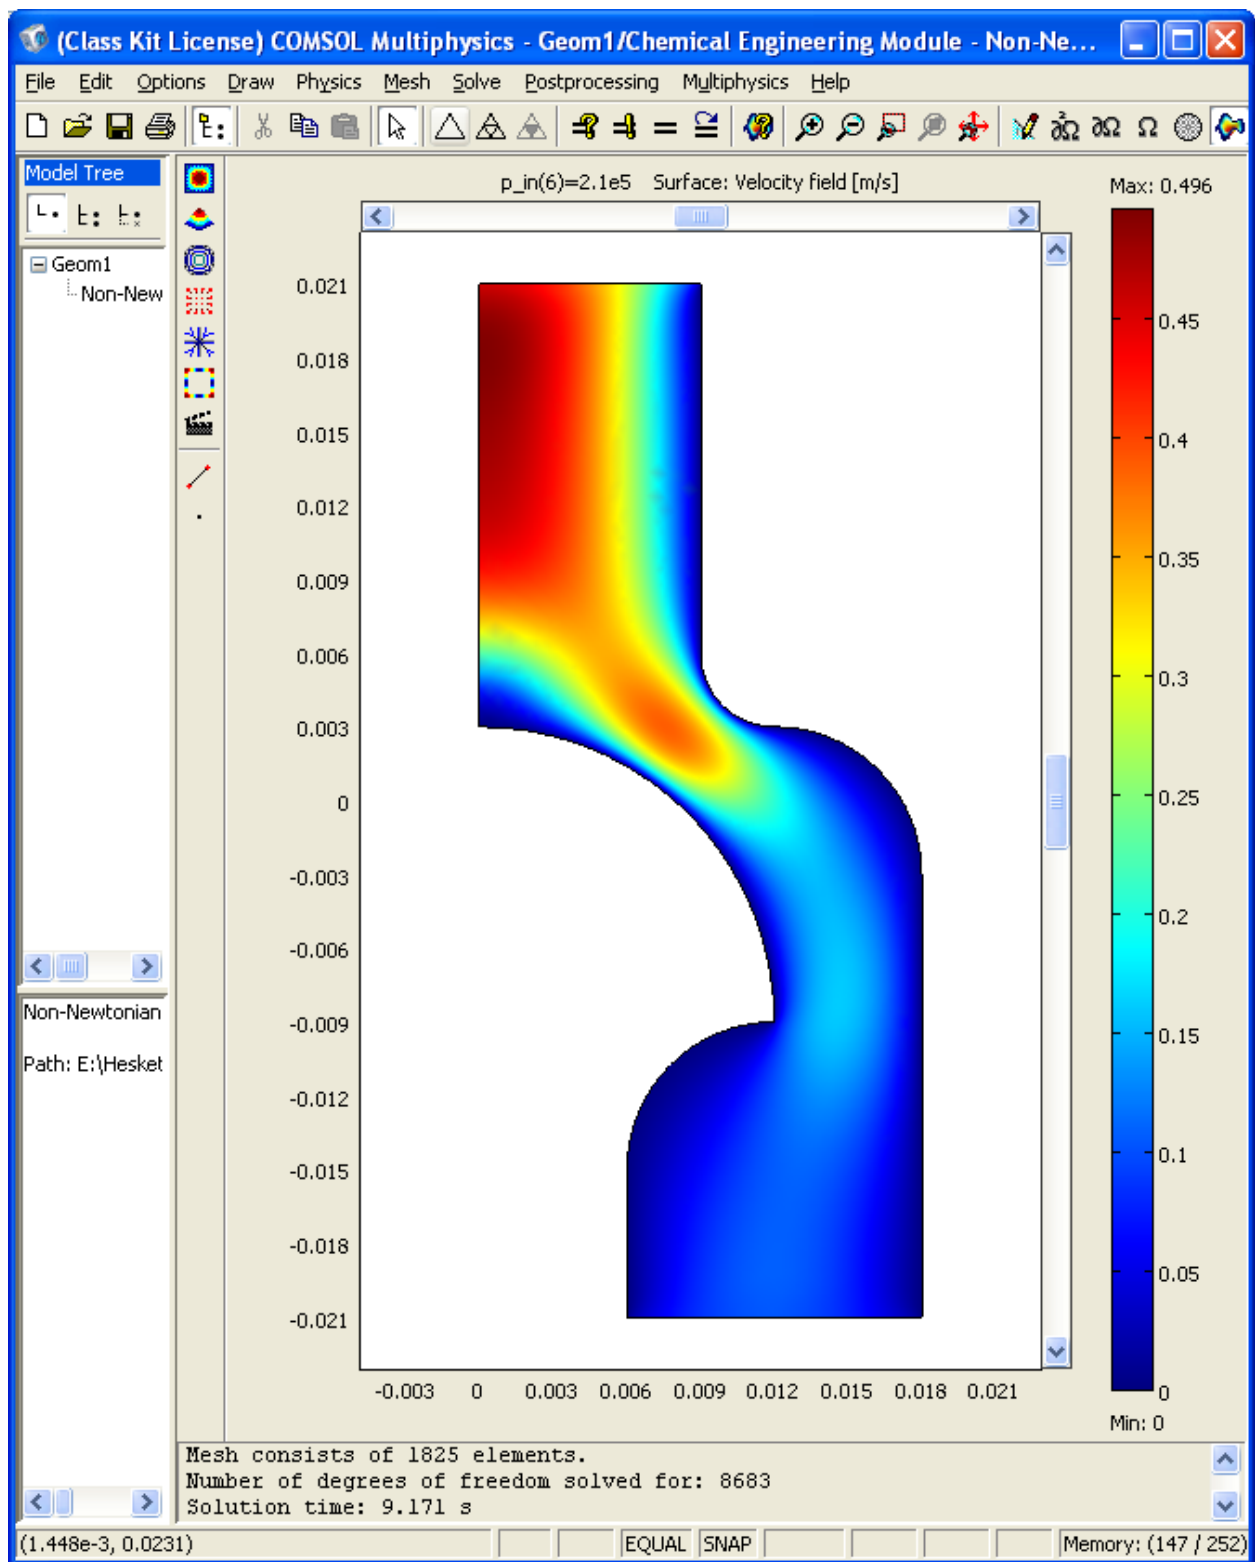 (Class Kit License) COMSOL Multiphysics - Geom1/Chemical Engineering Module - Non-Ne...
File Edit Options Draw Physics Mesh Solve Postprocessing Multiphysics Help
∂Ω ∂Ω Ω
Model Tree
Geom1
Non-New
Non-Newtonian
Path: E:\Hesket
p_in(6)=2.1e5 Surface: Velocity field [m/s]
Max: 0.496
0.021
0.018
0.015
0.012
0.009
0.006
0.003
0
-0.003
-0.006
-0.009
-0.012
-0.015
-0.018
-0.021
-0.003 0 0.003 0.006 0.009 0.012 0.015 0.018 0.021
0.45
0.4
0.35
0.3
0.25
0.2
0.15
0.1
0.05
0
Min: 0
Mesh consists of 1825 elements.
Number of degrees of freedom solved for: 8683
Solution time: 9.171 s
(1.448e-3, 0.0231) EQUAL SNAP Memory: (147 / 252)